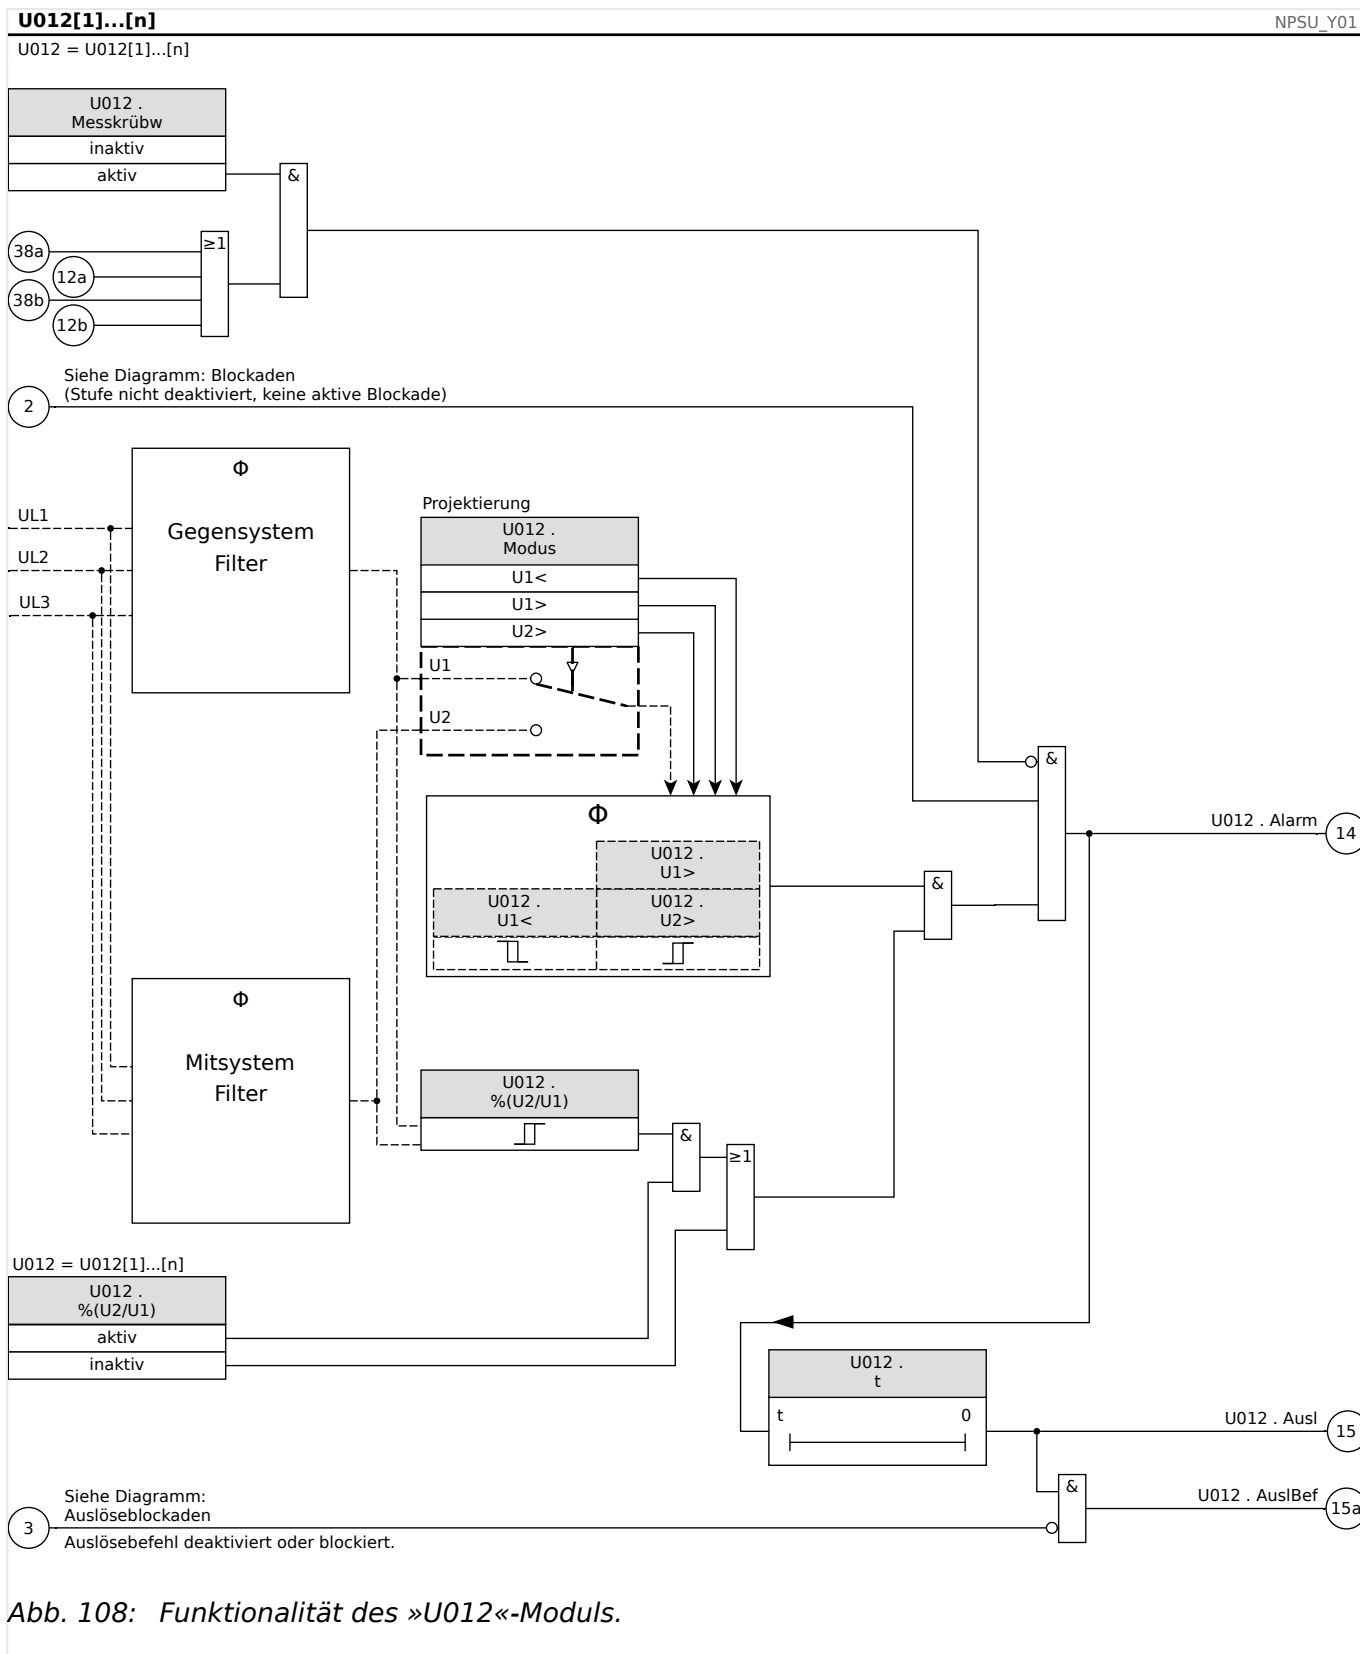 U012[1]...[n]
NPSU_Y01
U012 = U012[1]...[n]
U012 .
Messkrübw
inaktiv
aktiv
&
≥1
38a
12a
38b
12b
Siehe Diagramm: Blockaden
(Stufe nicht deaktiviert, keine aktive Blockade)
2
Φ
Gegensystem
Filter
UL1
UL2
UL3
Projektierung
U012 .
Modus
U1<
U1>
U2>
U1
U2
&
U012 . Alarm
14
Φ
U012 .
U1>
U012 .
U1<
U012 .
U2>
&
Φ
Mitsystem
Filter
U012 .
%(U2/U1)
&
≥1
U012 = U012[1]...[n]
U012 .
%(U2/U1)
aktiv
inaktiv
U012 .
t
t
0
U012 . Ausl
15
&
U012 . AuslBef
15a
Siehe Diagramm:
Auslöseblockaden
3
Auslösebefehl deaktiviert oder blockiert.
Abb. 108: Funktionalität des »U012«-Moduls.